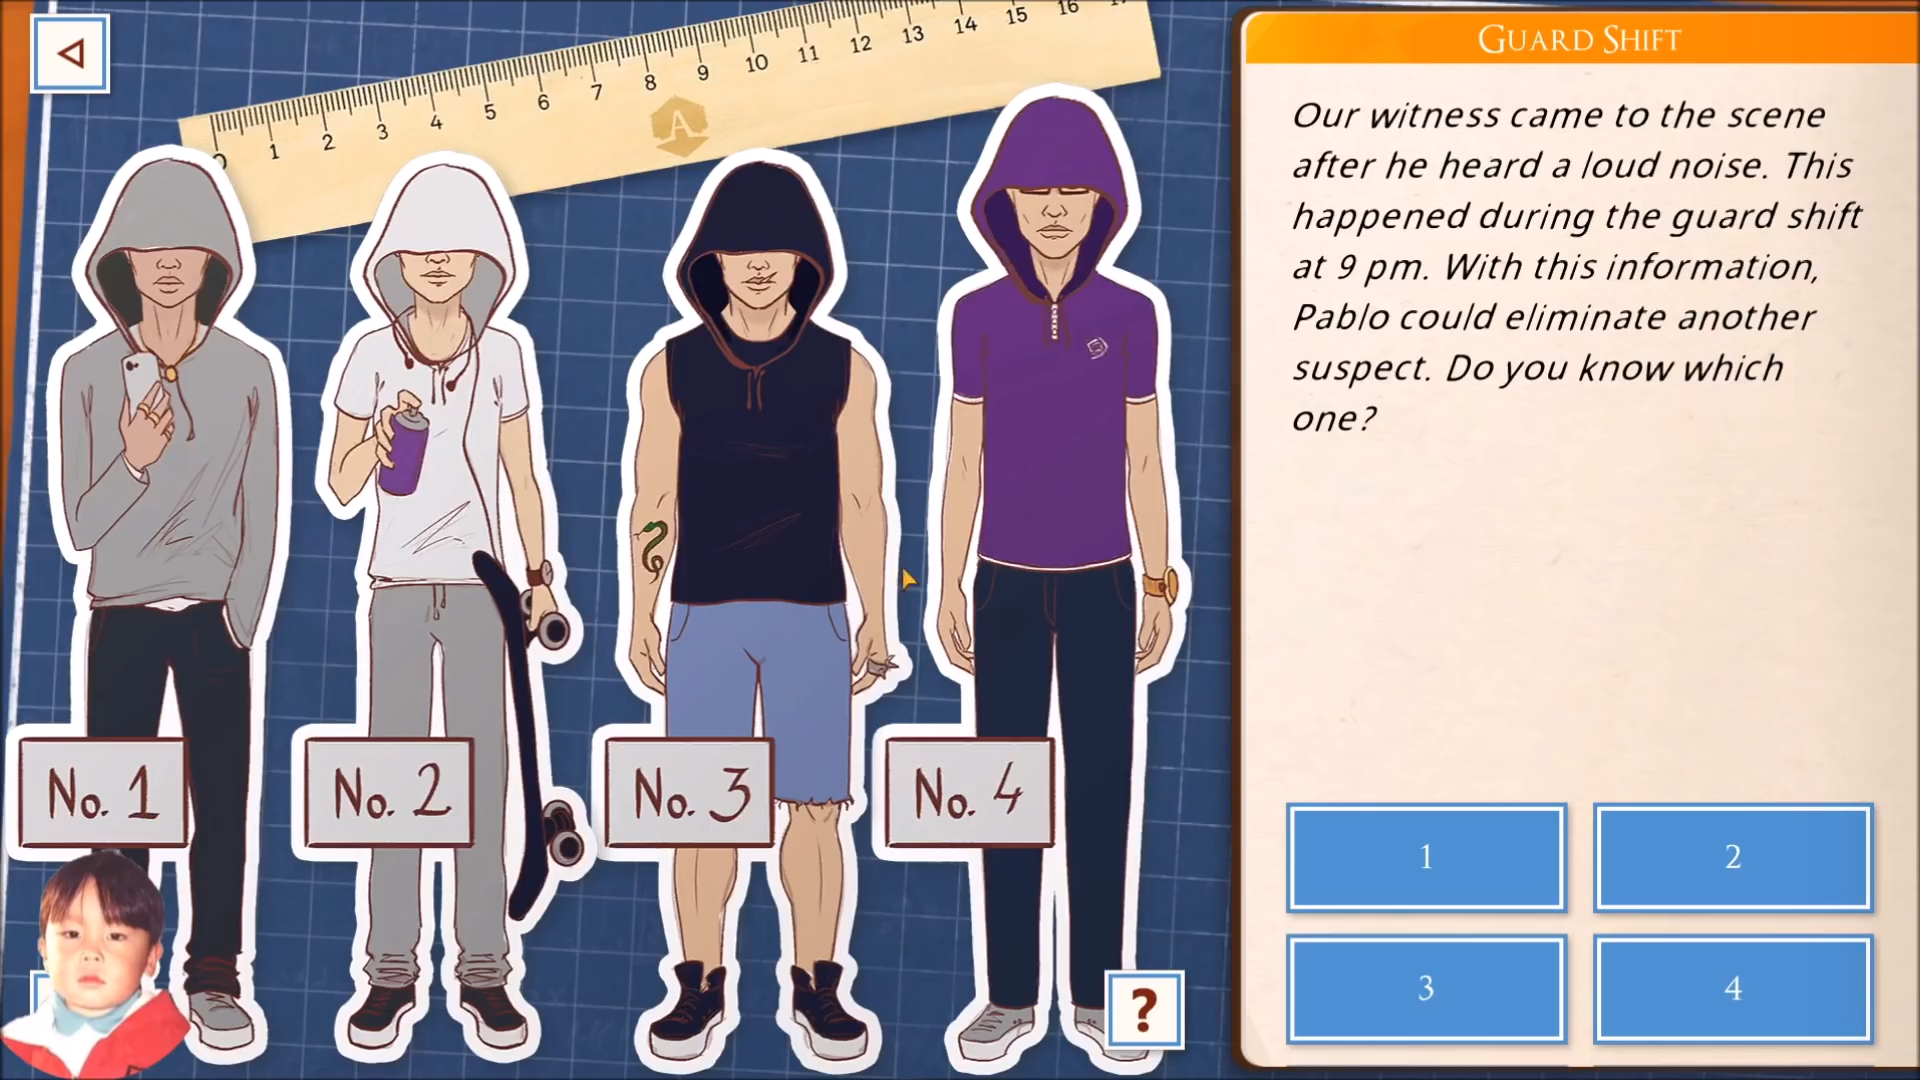 0 1 2 3 4 5 6 7 8 9 10 11 12 13 14 15 16
A
GUARD SHIFT
Our witness came to the scene
after he heard a loud noise. This
happened during the guard shift
at 9 pm. With this information,
Pablo could eliminate another
suspect. Do you know which
one?
No. 1
No. 2
No. 3
No. 4
1
2
3
4
?